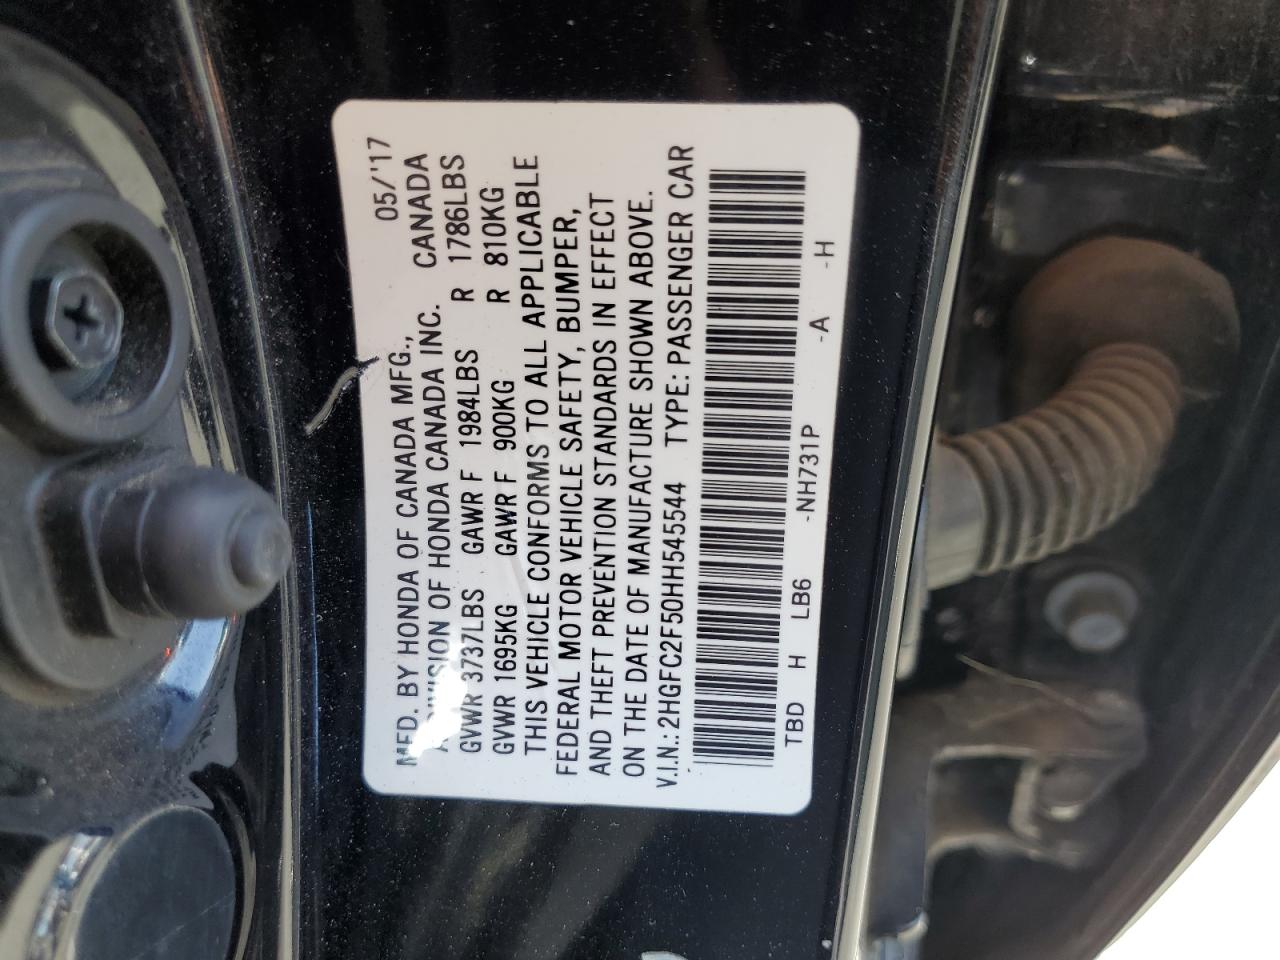 05/'17
MFD. BY HONDA OF CANADA MFG., CANADA
A DIVISION OF HONDA CANADA INC.
GVWR 3737LBS GAWR F 1984LBS R 1786LBS
GVWR 1695KG GAWR F 900KG R 810KG
THIS VEHICLE CONFORMS TO ALL APPLICABLE
FEDERAL MOTOR VEHICLE SAFETY, BUMPER,
AND THEFT PREVENTION STANDARDS IN EFFECT
ON THE DATE OF MANUFACTURE SHOWN ABOVE.
V.I.N.: 2HGFC2F50HH545544 TYPE: PASSENGER CAR
TBD H LB6 -NH731P -A -H